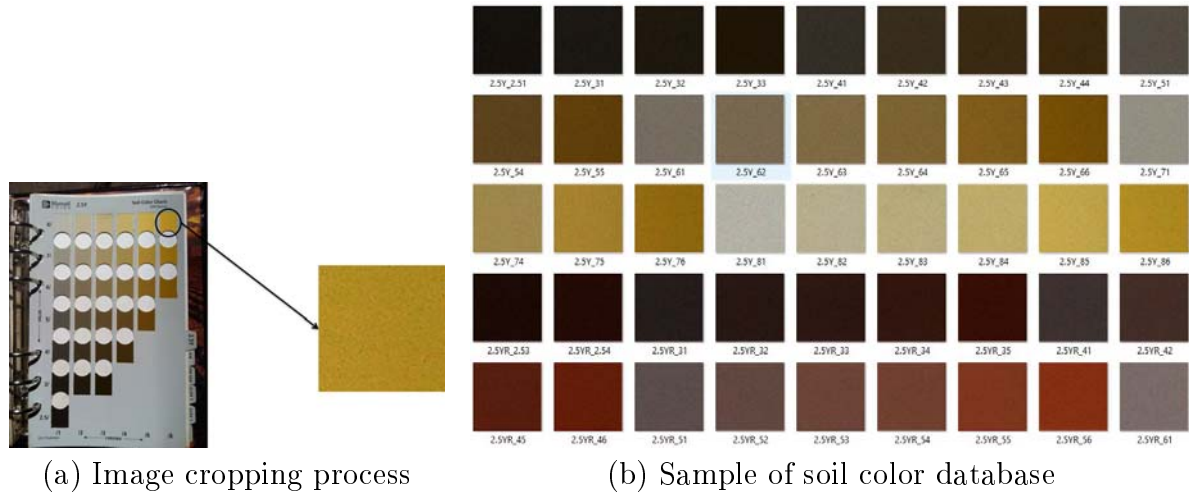 2.5Y_2.51 2.5Y_31 2.5Y_32 2.5Y_33 2.5Y_41 2.5Y_42 2.5Y_43 2.5Y_44 2.5Y_51
2.5Y_54 2.5Y_55 2.5Y_61 2.5Y_62 2.5Y_63 2.5Y_64 2.5Y_65 2.5Y_66 2.5Y_71
2.5Y_74 2.5Y_75 2.5Y_76 2.5Y_81 2.5Y_82 2.5Y_83 2.5Y_84 2.5Y_85 2.5Y_86
2.5YR_2.53 2.5YR_2.54 2.5YR_31 2.5YR_32 2.5YR_33 2.5YR_34 2.5YR_35 2.5YR_41 2.5YR_42
2.5YR_45 2.5YR_46 2.5YR_51 2.5YR_52 2.5YR_53 2.5YR_54 2.5YR_55 2.5YR_56 2.5YR_61
(a) Image cropping process
(b) Sample of soil color database